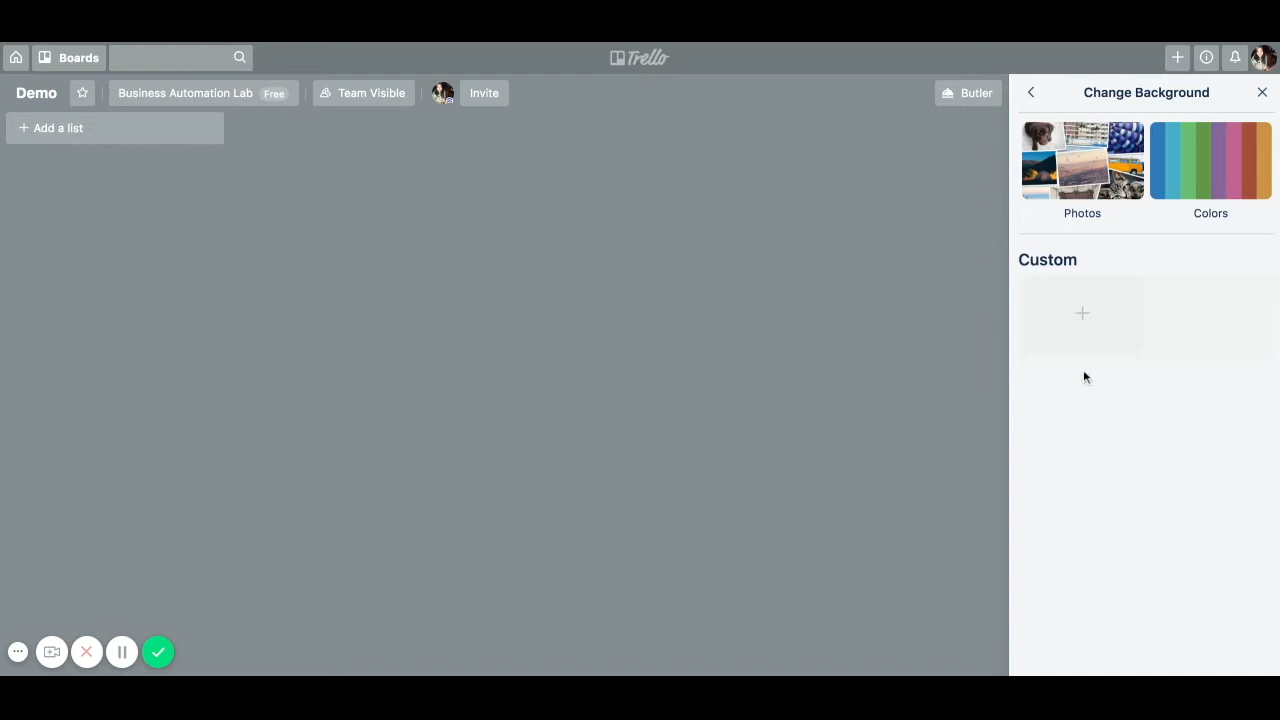 Boards
Trello
Demo
Business Automation Lab Free
Team Visible
Invite
Butler
Change Background
+ Add a list
Photos
Colors
Custom